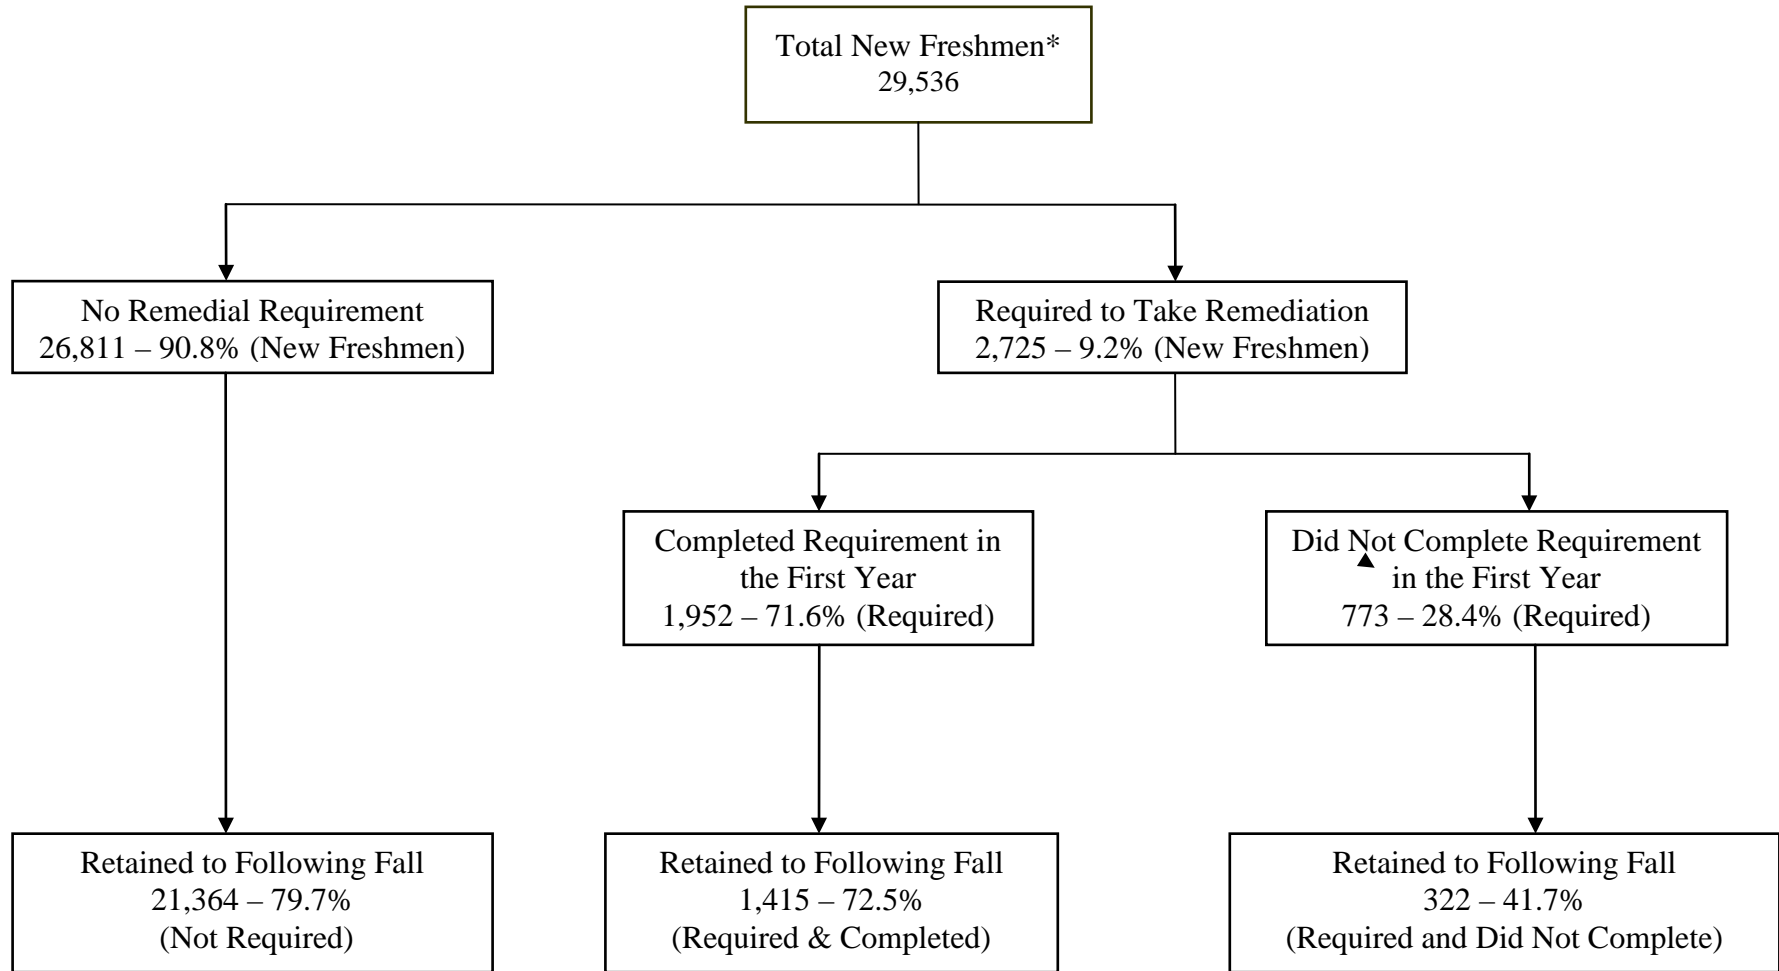 Total New Freshmen*
29,536
No Remedial Requirement
26,811 – 90.8% (New Freshmen)
Required to Take Remediation
2,725 – 9.2% (New Freshmen)
Completed Requirement in
the First Year
1,952 – 71.6% (Required)
Did Not Complete Requirement
in the First Year
773 – 28.4% (Required)
Retained to Following Fall
21,364 – 79.7%
(Not Required)
Retained to Following Fall
1,415 – 72.5%
(Required & Completed)
Retained to Following Fall
322 – 41.7%
(Required and Did Not Complete)